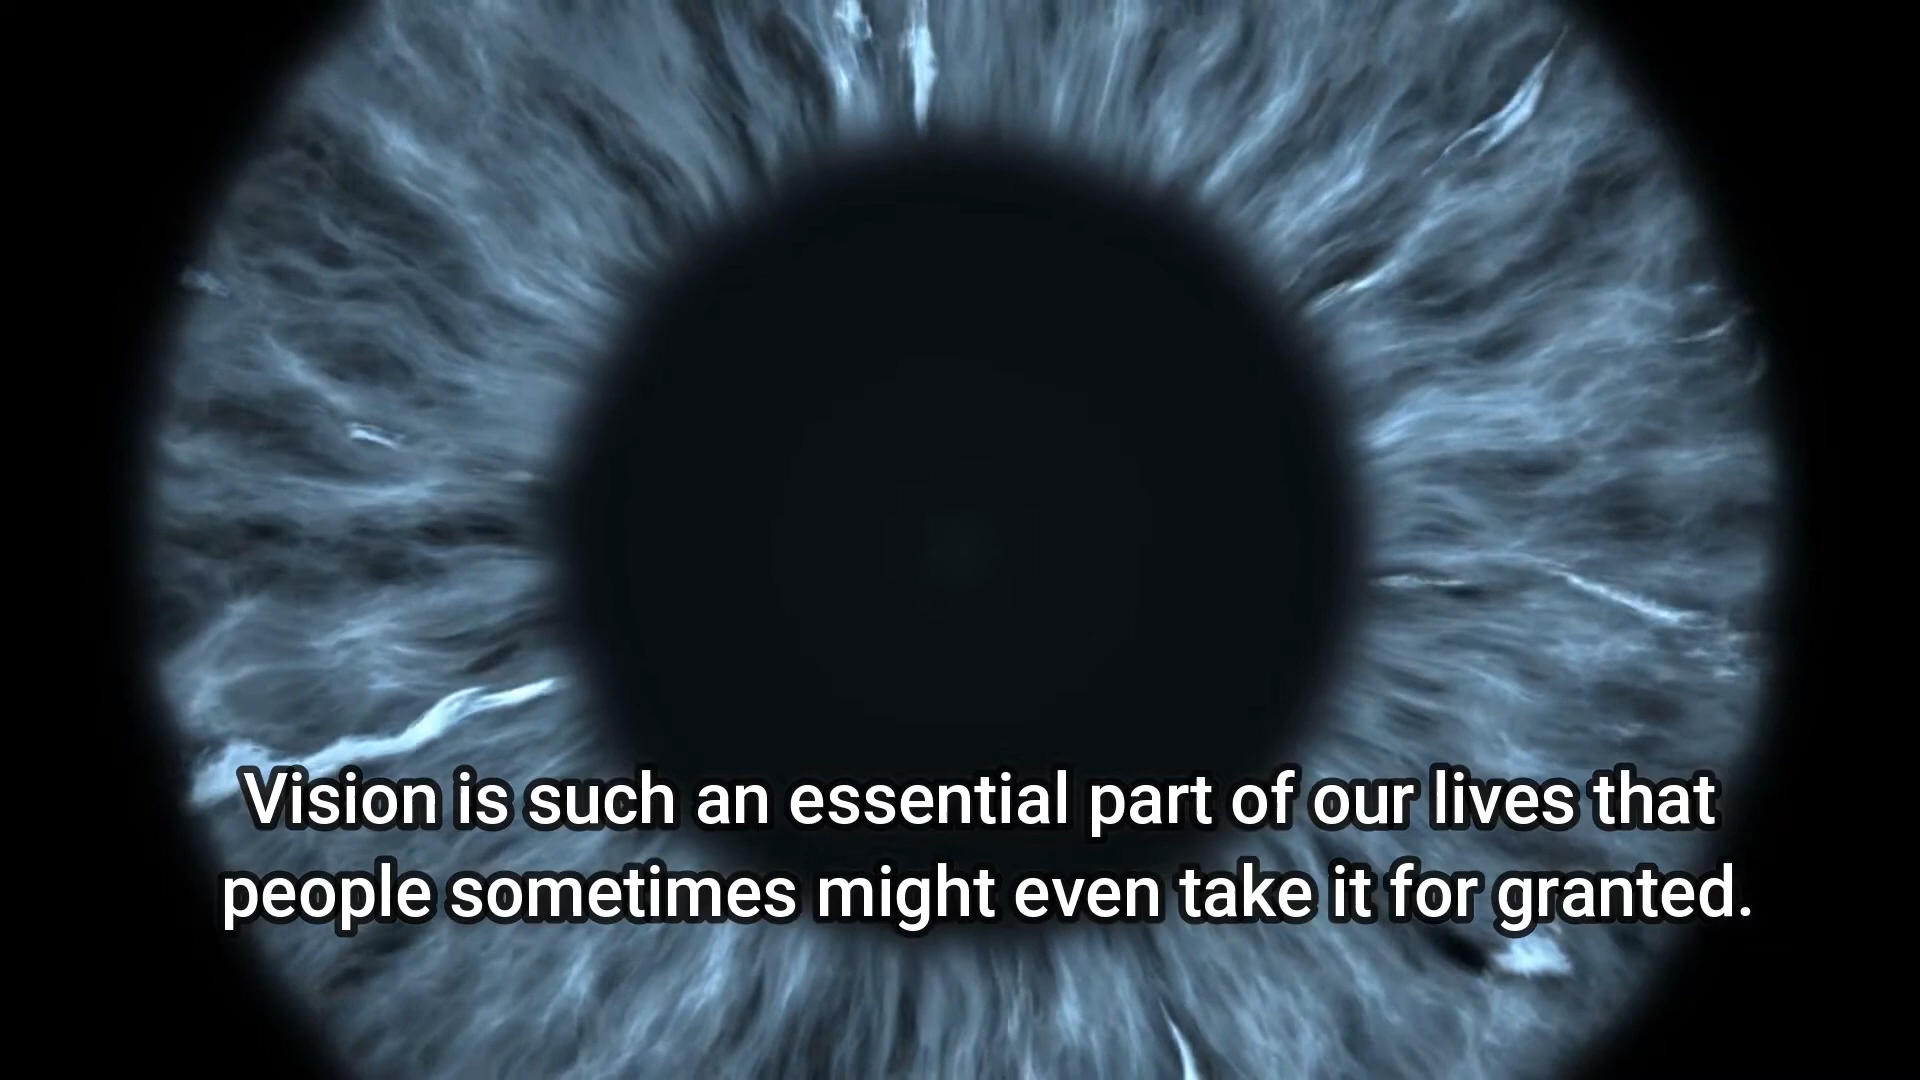 Vision is such an essential part of our lives that
people sometimes might even take it for granted.